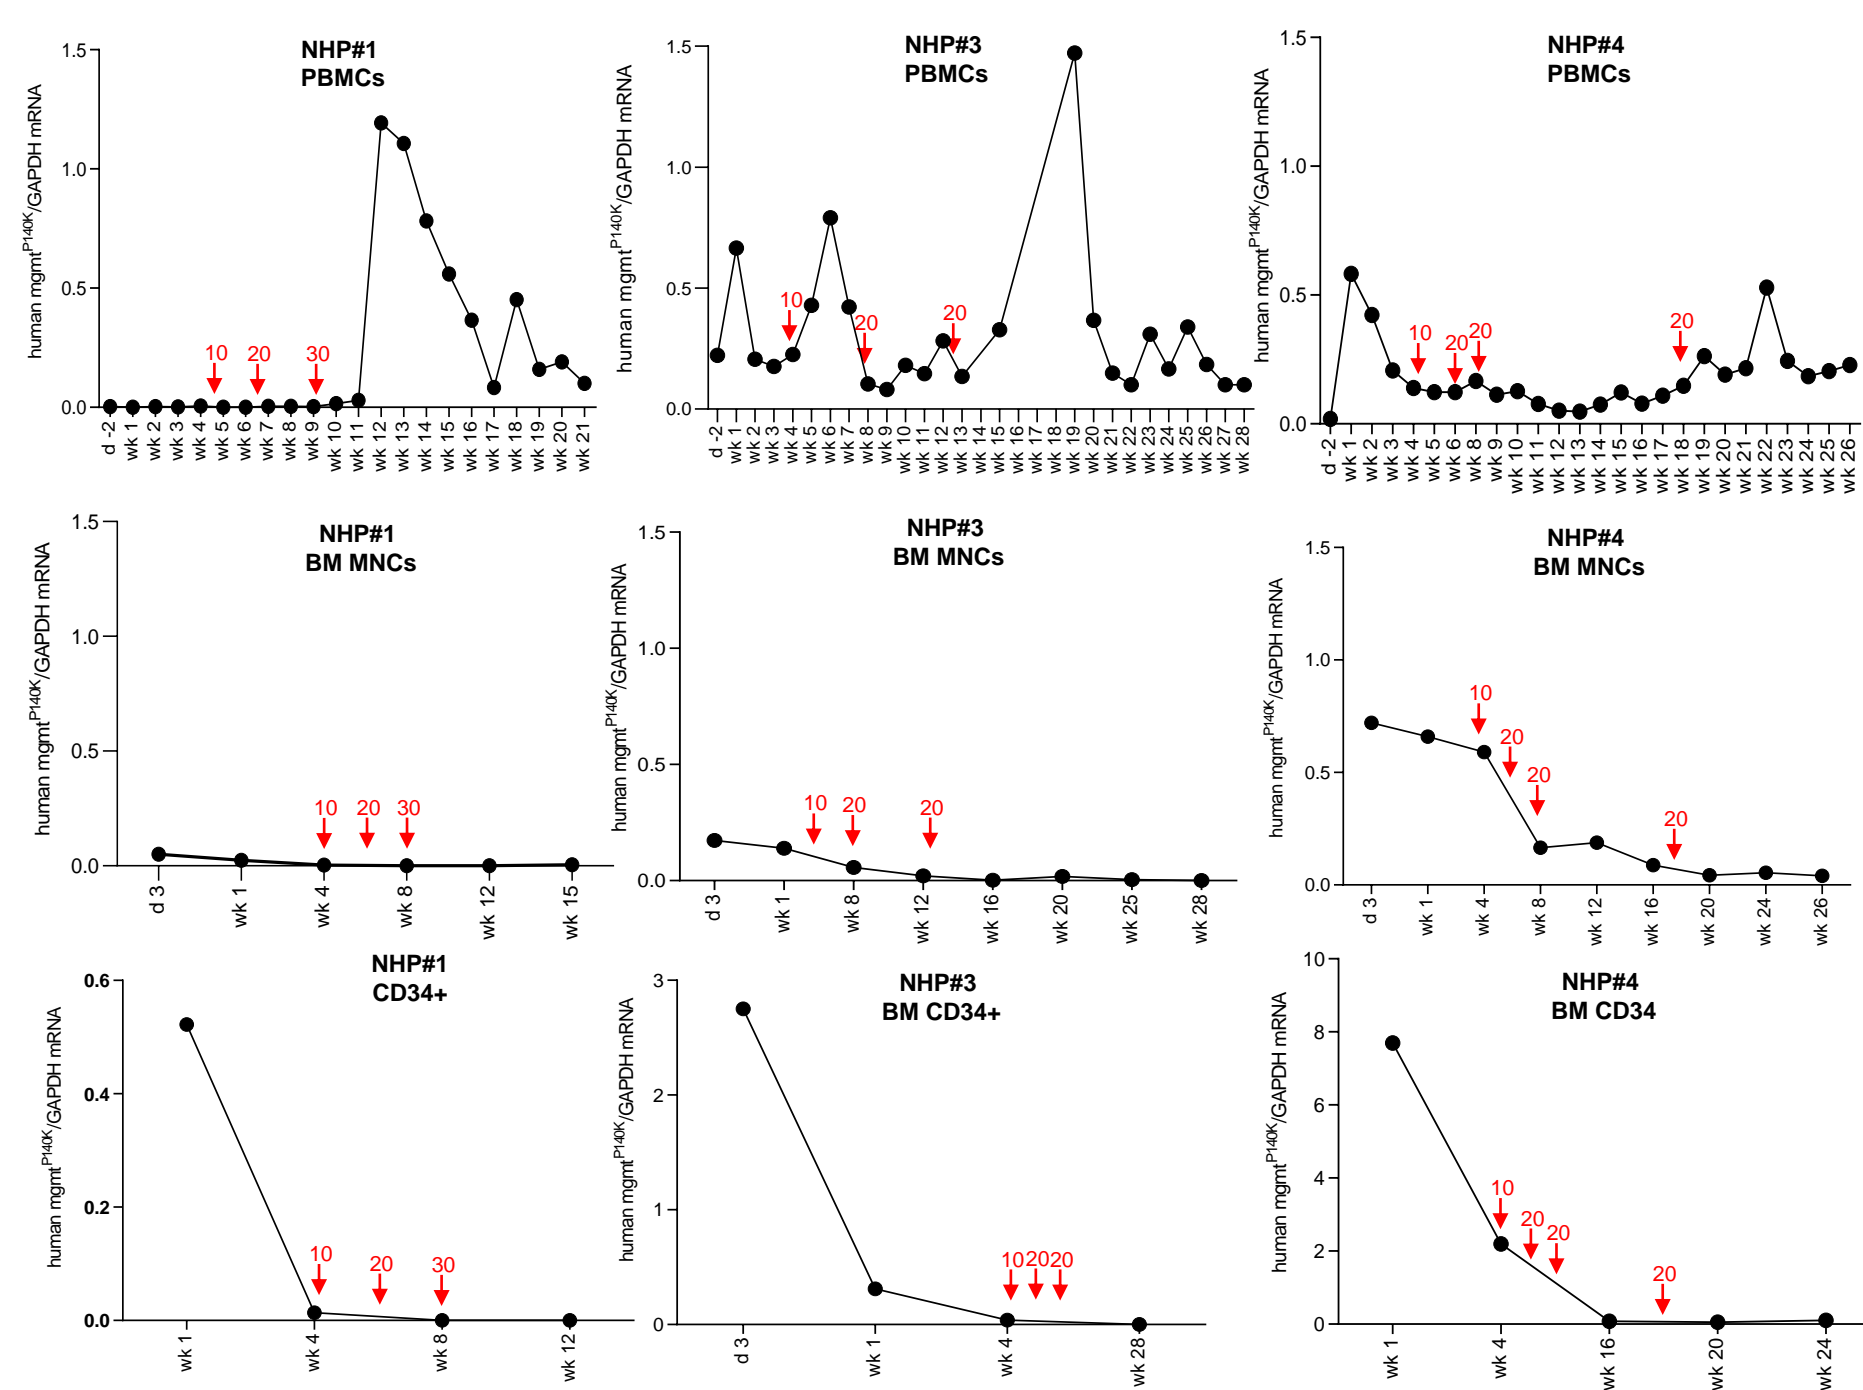 NHP#1
PBMCs
human mgmtP140K/GAPDH mRNA
1.5
1.0
0.5
0.0
10
20
30
d -2
wk 1
wk 2
wk 3
wk 4
wk 5
wk 6
wk 7
wk 8
wk 9
wk 10
wk 11
wk 12
wk 13
wk 14
wk 15
wk 16
wk 17
wk 18
wk 19
wk 20
wk 21
NHP#3
PBMCs
human mgmtP140K/GAPDH mRNA
1.5
1.0
0.5
0.0
10
20
20
d -2
wk 1
wk 2
wk 3
wk 4
wk 5
wk 6
wk 7
wk 8
wk 9
wk 10
wk 11
wk 12
wk 13
wk 14
wk 15
wk 16
wk 17
wk 18
wk 19
wk 20
wk 21
wk 22
wk 23
wk 24
wk 25
wk 26
wk 27
wk 28
NHP#4
PBMCs
human mgmtP140K/GAPDH mRNA
1.5
1.0
0.5
0.0
10
20
20
20
d -2
wk 1
wk 2
wk 3
wk 4
wk 5
wk 6
wk 8
wk 9
wk 10
wk 11
wk 12
wk 13
wk 14
wk 15
wk 16
wk 17
wk 18
wk 19
wk 20
wk 21
wk 22
wk 23
wk 24
wk 25
wk 26
NHP#1
BM MNCs
human mgmtP140K/GAPDH mRNA
1.5
1.0
0.5
0.0
10
20
30
d 3
wk 1
wk 4
wk 8
wk 12
wk 15
NHP#3
BM MNCs
human mgmtP140K/GAPDH mRNA
1.5
1.0
0.5
0.0
10
20
20
d 3
wk 1
wk 8
wk 12
wk 16
wk 20
wk 25
wk 28
NHP#4
BM MNCs
human mgmtP140K/GAPDH mRNA
1.5
1.0
0.5
0.0
10
20
20
20
d 3
wk 1
wk 4
wk 8
wk 12
wk 16
wk 20
wk 24
wk 26
NHP#1
CD34+
human mgmtP140K/GAPDH mRNA
0.6
0.4
0.2
0.0
10
20
30
wk 1
wk 4
wk 8
wk 12
NHP#3
BM CD34+
human mgmtP140K/GAPDH mRNA
3
2
1
0
10
20
20
d 3
wk 1
wk 4
wk 28
NHP#4
BM CD34
human mgmtP140K/GAPDH mRNA
10
8
6
4
2
0
10
20
20
20
wk 1
wk 4
wk 16
wk 20
wk 24